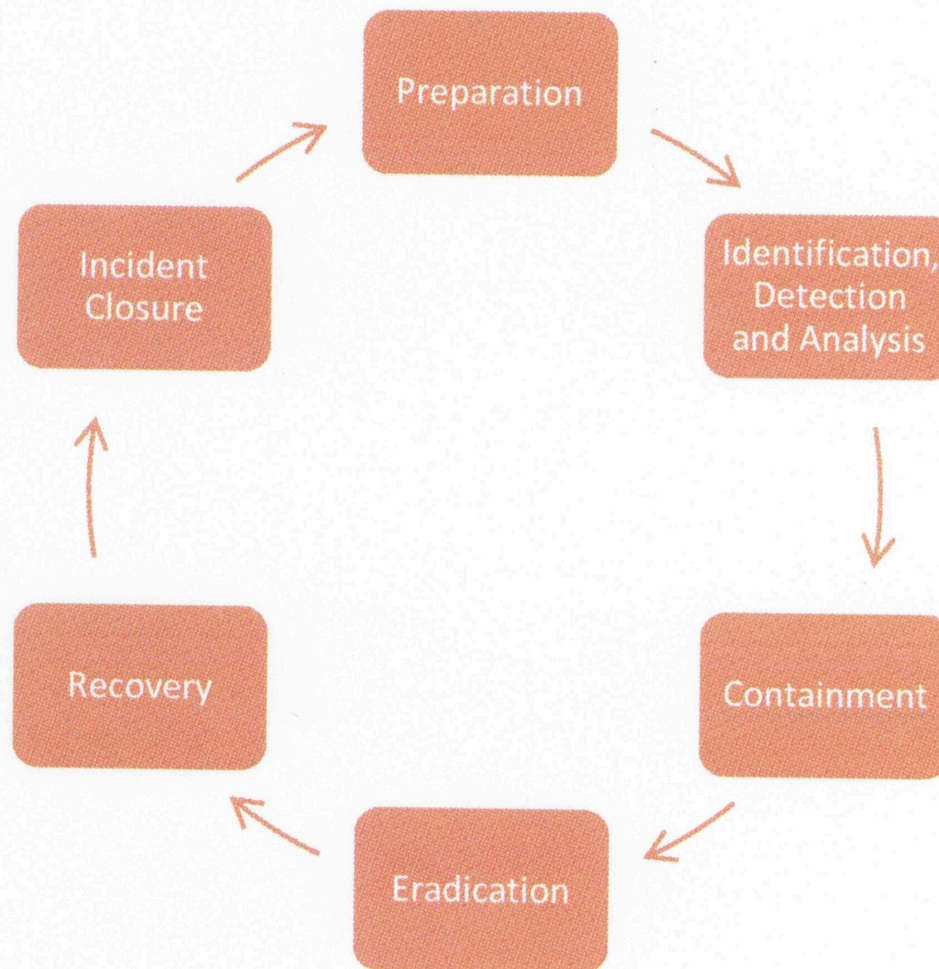 Preparation
Identification,
Detection
and Analysis
Containment
Eradication
Recovery
Incident
Closure